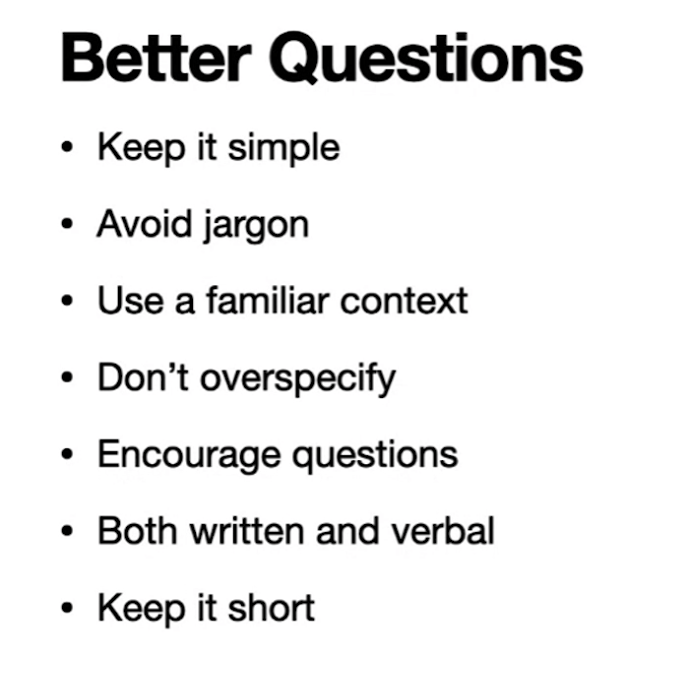 Better Questions
• Keep it simple
• Avoid jargon
• Use a familiar context
• Don’t overspecify
• Encourage questions
• Both written and verbal
• Keep it short